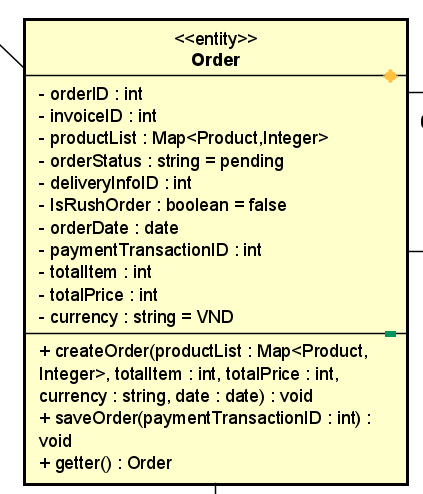 <<entity>>
Order
- orderID : int
- invoiceID : int
- productList : Map<Product,Integer>
- orderStatus : string = pending
- deliveryInfoID : int
- IsRushOrder : boolean = false
- orderDate : date
- paymentTransactionID : int
- totalItem : int
- totalPrice : int
- currency : string = VND
+ createOrder(productList : Map<Product,
Integer>, totalItem : int, totalPrice : int,
currency : string, date : date) : void
+ saveOrder(paymentTransactionID : int) :
void
+ getter() : Order